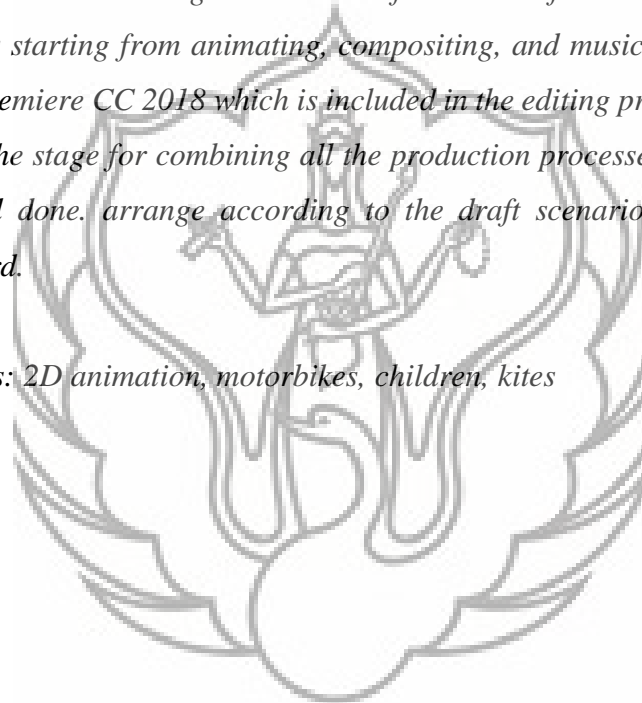 starting from animating, compositing, and music
emiere CC 2018 which is included in the editing pr
he stage for combining all the production processe
done. arrange according to the draft scenario
rd.
s: 2D animation, motorbikes, children, kites